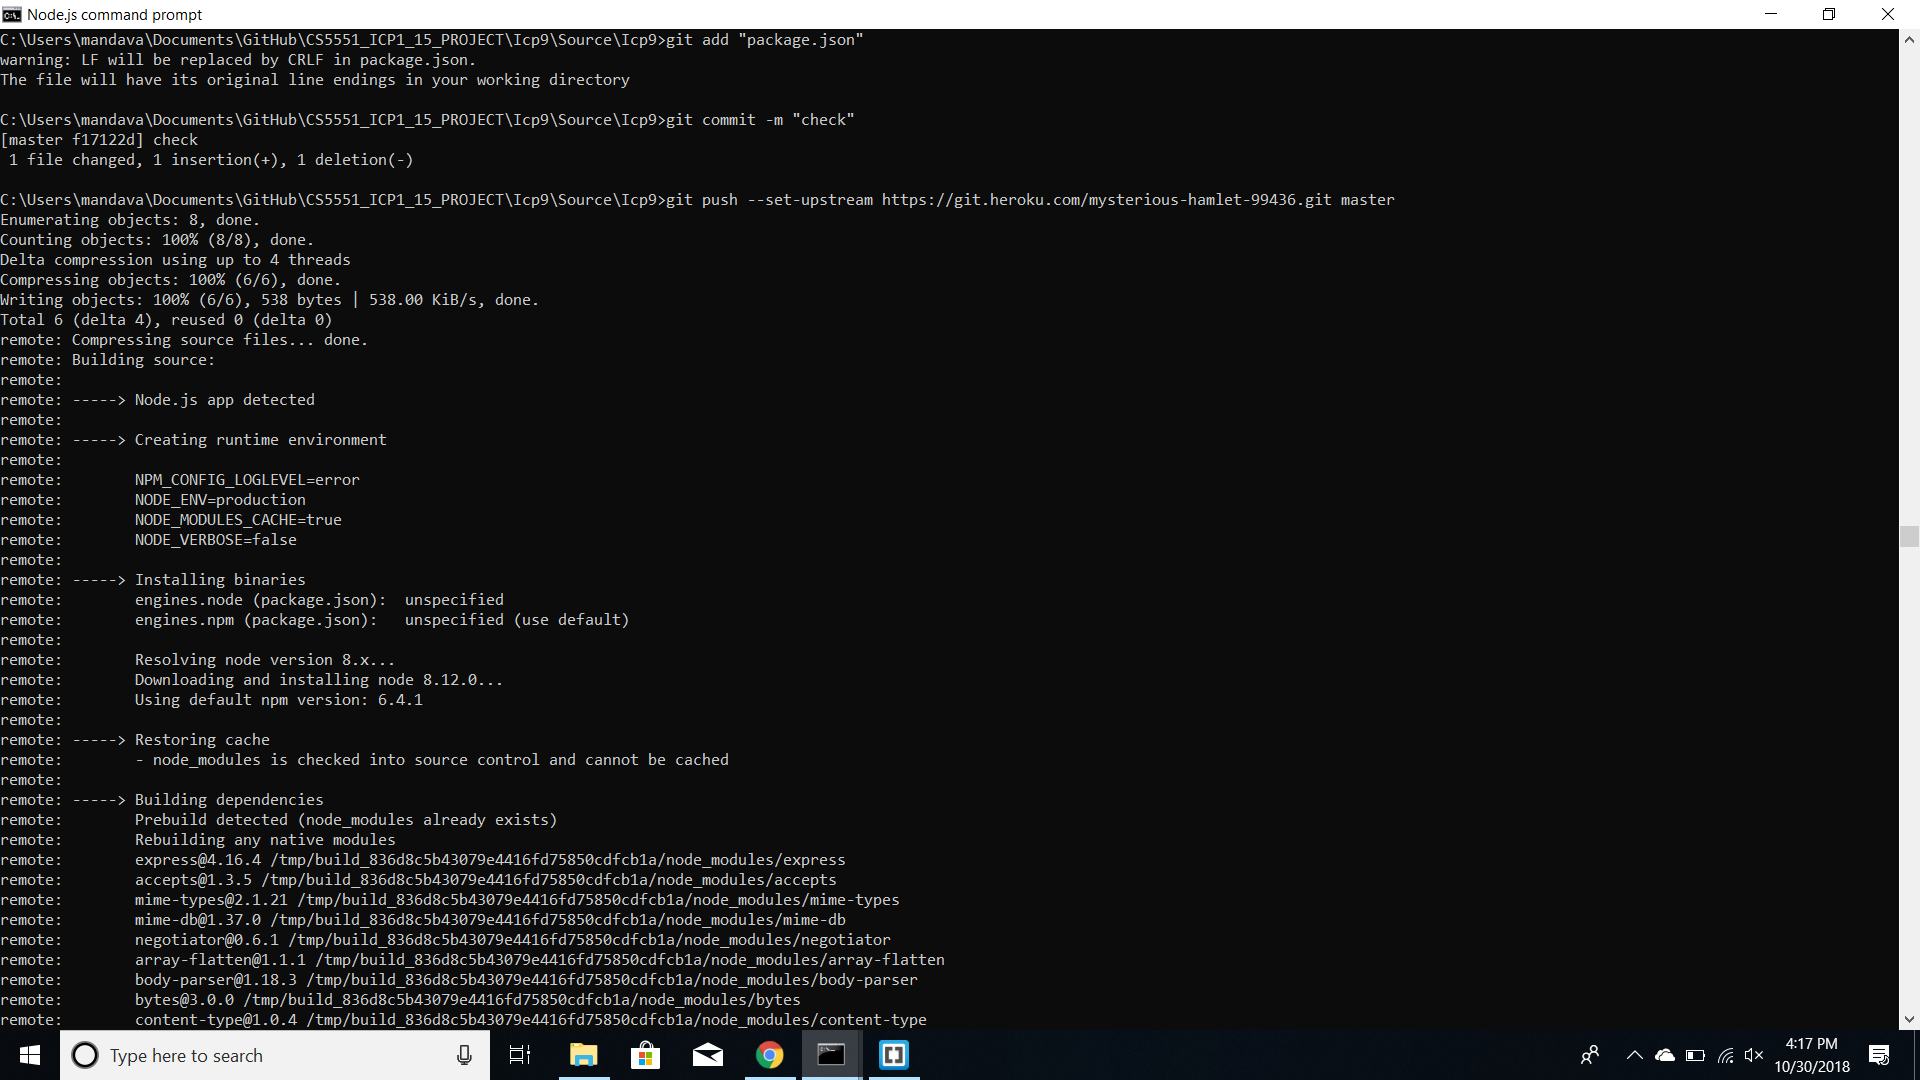 Node.js command prompt
C:\Users\mandava\Documents\GitHub\CS5551_ICP1_15_PROJECT\Icp9\Source\Icp9>git add "package.json"
warning: LF will be replaced by CRLF in package.json.
The file will have its original line endings in your working directory
C:\Users\mandava\Documents\GitHub\CS5551_ICP1_15_PROJECT\Icp9\Source\Icp9>git commit -m "check"
[master f17122d] check
 1 file changed, 1 insertion(+), 1 deletion(-)
C:\Users\mandava\Documents\GitHub\CS5551_ICP1_15_PROJECT\Icp9\Source\Icp9>git push --set-upstream https://git.heroku.com/mysterious-hamlet-99436.git master
Enumerating objects: 8, done.
Counting objects: 100% (8/8), done.
Delta compression using up to 4 threads
Compressing objects: 100% (6/6), done.
Writing objects: 100% (6/6), 538 bytes | 538.00 KiB/s, done.
Total 6 (delta 4), reused 0 (delta 0)
remote: Compressing source files... done.
remote: Building source:
remote:
remote: -----> Node.js app detected
remote:
remote: -----> Creating runtime environment
remote:
remote:        NPM_CONFIG_LOGLEVEL=error
remote:        NODE_ENV=production
remote:        NODE_MODULES_CACHE=true
remote:        NODE_VERBOSE=false
remote:
remote: -----> Installing binaries
remote:        engines.node (package.json):  unspecified
remote:        engines.npm (package.json):   unspecified (use default)
remote:
remote:        Resolving node version 8.x...
remote:        Downloading and installing node 8.12.0...
remote:        Using default npm version: 6.4.1
remote:
remote: -----> Restoring cache
remote:        - node_modules is checked into source control and cannot be cached
remote:
remote: -----> Building dependencies
remote:        Prebuild detected (node_modules already exists)
remote:        Rebuilding any native modules
remote:        express@4.16.4 /tmp/build_836d8c5b43079e4416fd75850cdfcb1a/node_modules/express
remote:        accepts@1.3.5 /tmp/build_836d8c5b43079e4416fd75850cdfcb1a/node_modules/accepts
remote:        mime-types@2.1.21 /tmp/build_836d8c5b43079e4416fd75850cdfcb1a/node_modules/mime-types
remote:        mime-db@1.37.0 /tmp/build_836d8c5b43079e4416fd75850cdfcb1a/node_modules/mime-db
remote:        negotiator@0.6.1 /tmp/build_836d8c5b43079e4416fd75850cdfcb1a/node_modules/negotiator
remote:        array-flatten@1.1.1 /tmp/build_836d8c5b43079e4416fd75850cdfcb1a/node_modules/array-flatten
remote:        body-parser@1.18.3 /tmp/build_836d8c5b43079e4416fd75850cdfcb1a/node_modules/body-parser
remote:        bytes@3.0.0 /tmp/build_836d8c5b43079e4416fd75850cdfcb1a/node_modules/bytes
remote:        content-type@1.0.4 /tmp/build_836d8c5b43079e4416fd75850cdfcb1a/node_modules/content-type
Type here to search
4:17 PM
10/30/2018